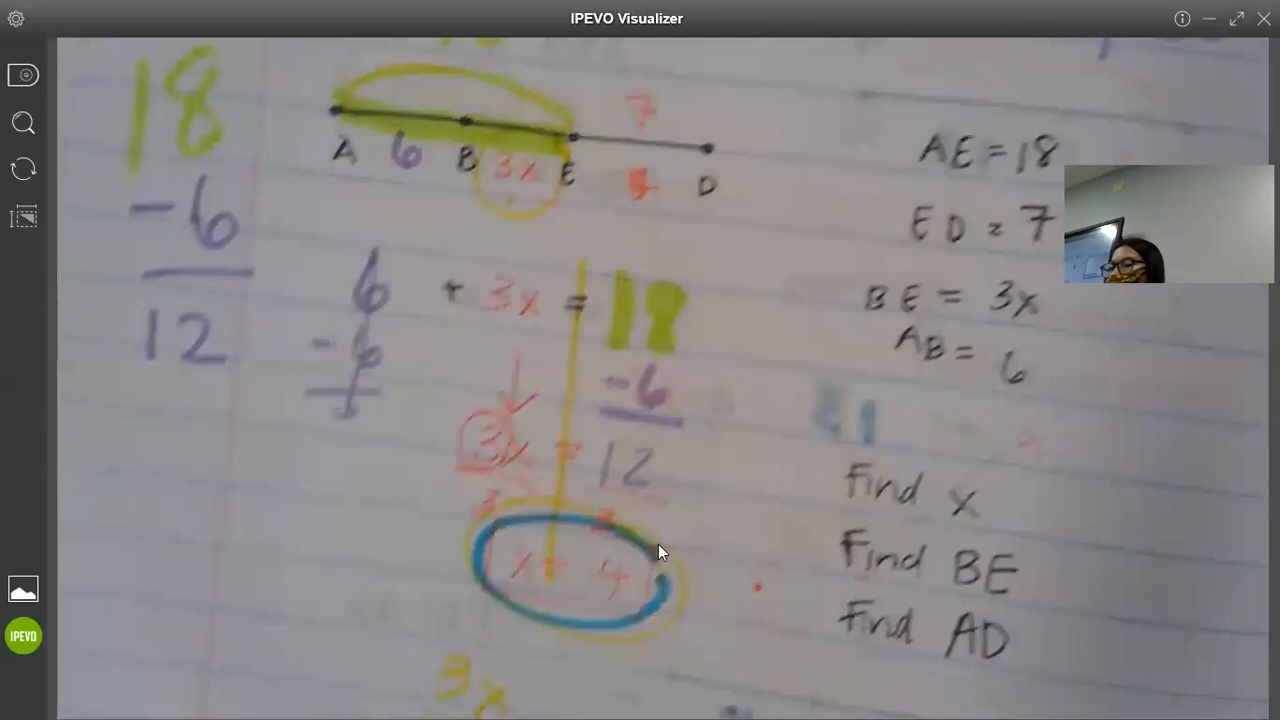 IPEVO Visualizer
18
- 6
12
7
A 6 B 3x E D
6 + 3x = 18
- 6 - 6
3x = 12
3 3
x = 4
3x
AE = 18
ED = 7
BE = 3x
AB = 6
Find x
Find BE
Find AD
IPEVO